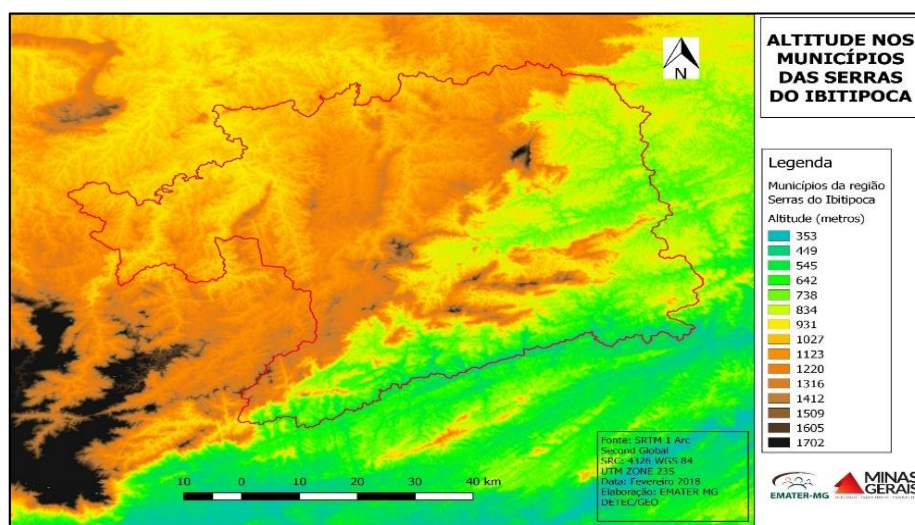 ALTITUDE NOS
MUNICÍPIOS
DAS SERRAS
DO IBITIPOCA
N
Legenda
Municípios da região
Serras do Ibitipoca
Altitude (metros)
353
449
545
642
738
834
931
1027
1123
1220
1316
1412
1509
1605
1702
Fonte: SRTM 1 Arc
Second Global
SRC: 4326 WGS 84
UTM ZONE 23S
Data: Fevereiro 2018
Elaboração: EMATER MG
DETEC/GEO
10 0 10 20 30 40 km
EMATER-MG
MINAS
GERAIS